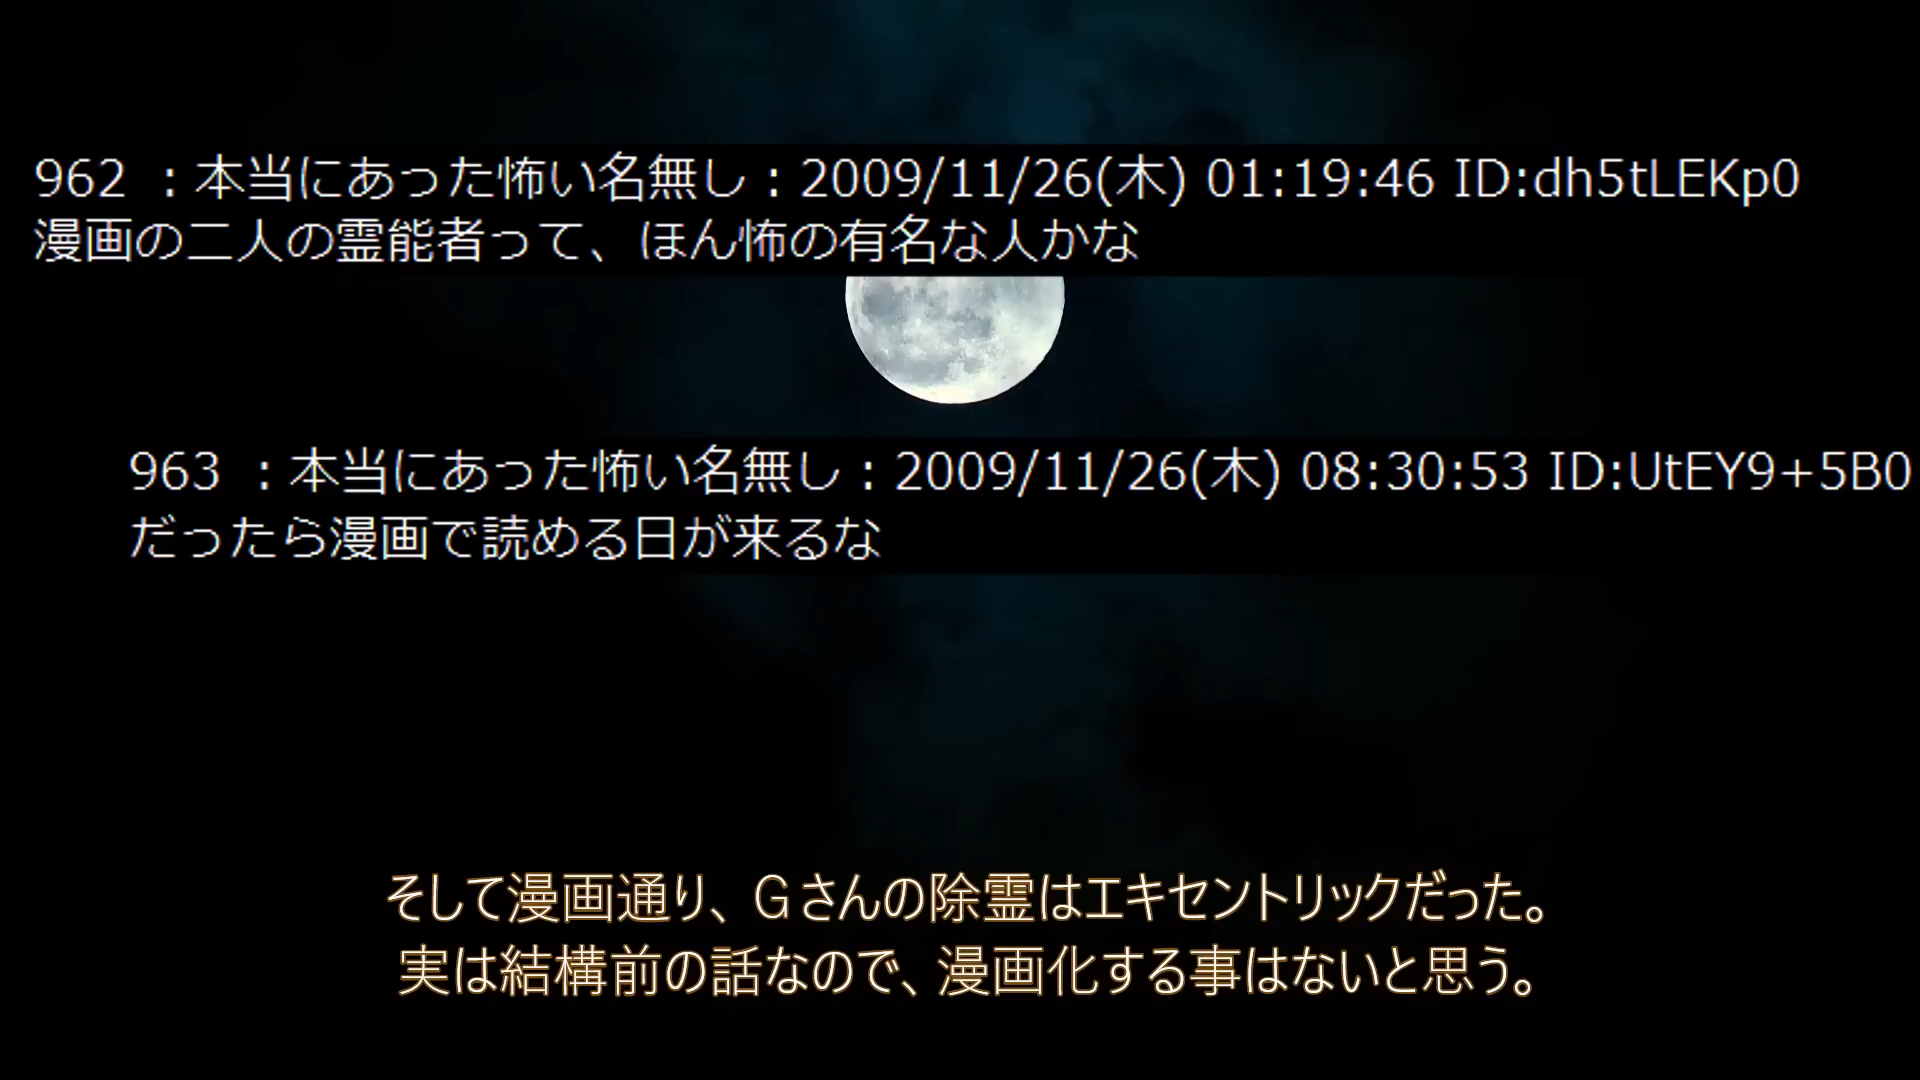 962 ：本当にあった怖い名無し：2009/11/26(木) 01:19:46 ID:dh5tLEKp0
漫画の二人の霊能者って、ほん怖の有名な人かな
963 ：本当にあった怖い名無し：2009/11/26(木) 08:30:53 ID:UtEY9+5B0
だったら漫画で読める日が来るな
そして漫画通り、Ｇさんの除霊はエキセントリックだった。
実は結構前の話なので、漫画化する事はないと思う。